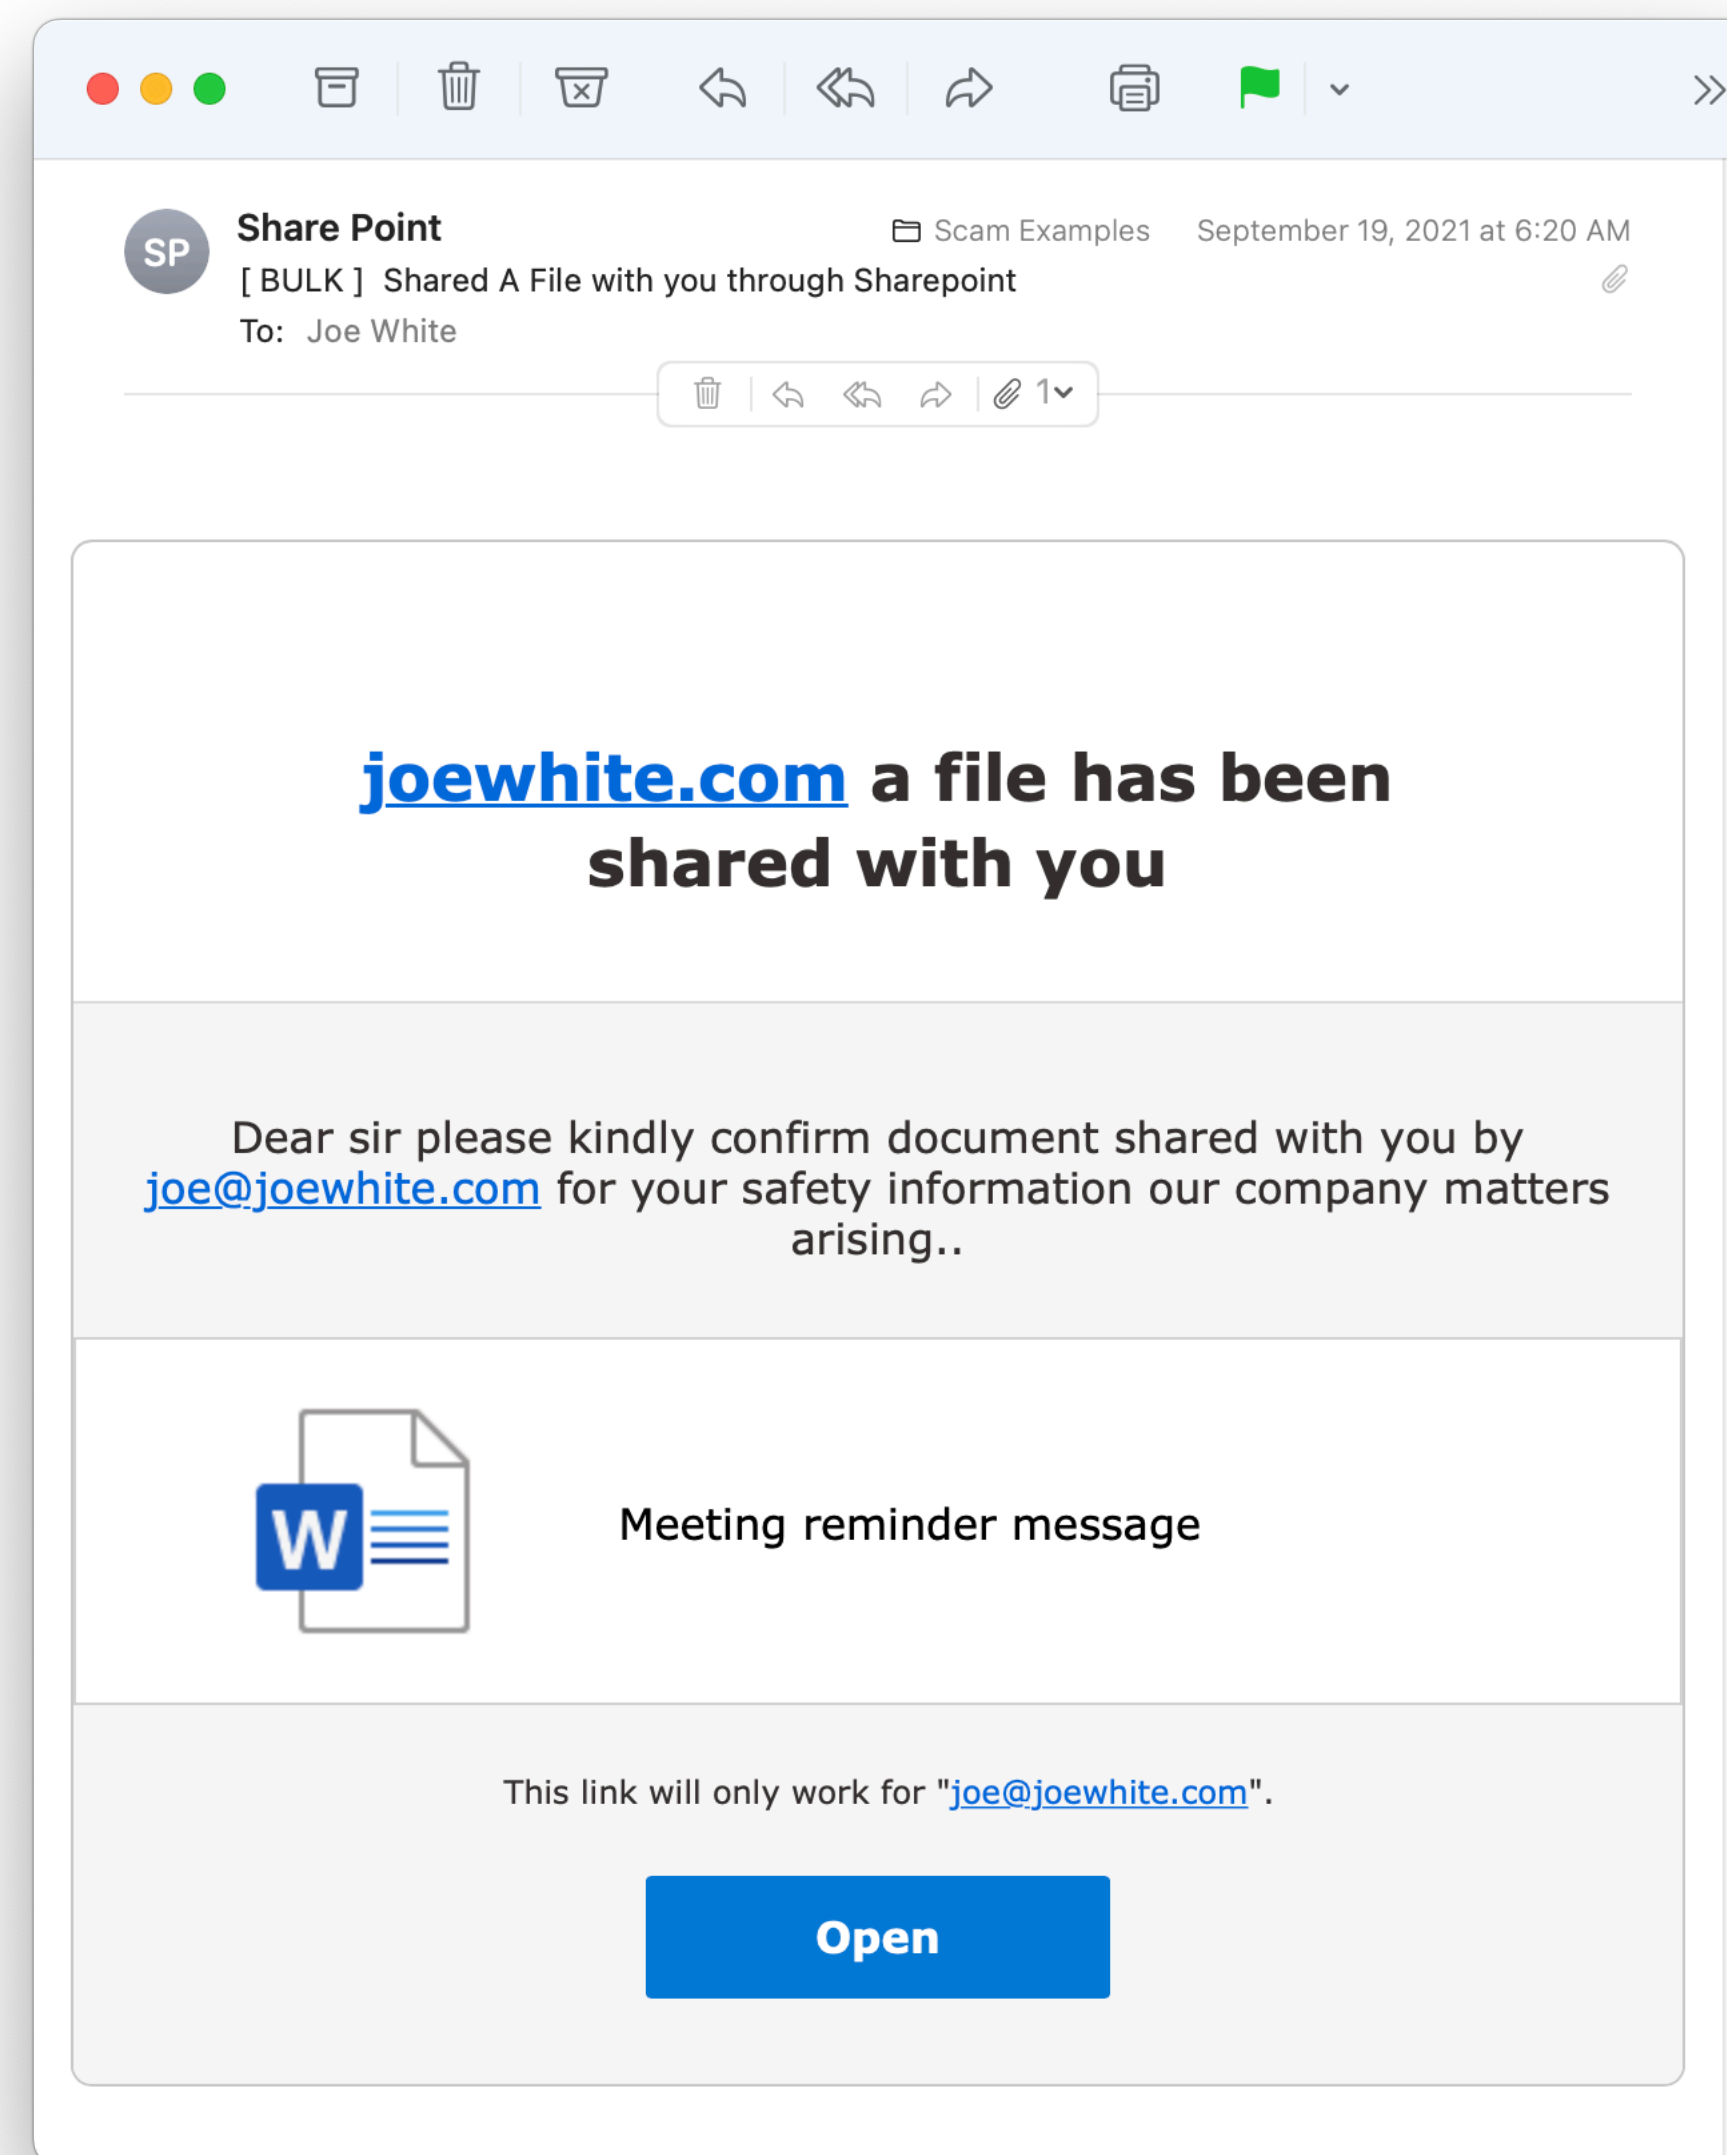 SP
Share Point
Scam Examples
September 19, 2021 at 6:20 AM
[ BULK ] Shared A File with you through Sharepoint
To: Joe White
1
joewhite.com a file has been
shared with you
Dear sir please kindly confirm document shared with you by
joe@joewhite.com for your safety information our company matters
arising..
W
Meeting reminder message
This link will only work for "joe@joewhite.com".
Open